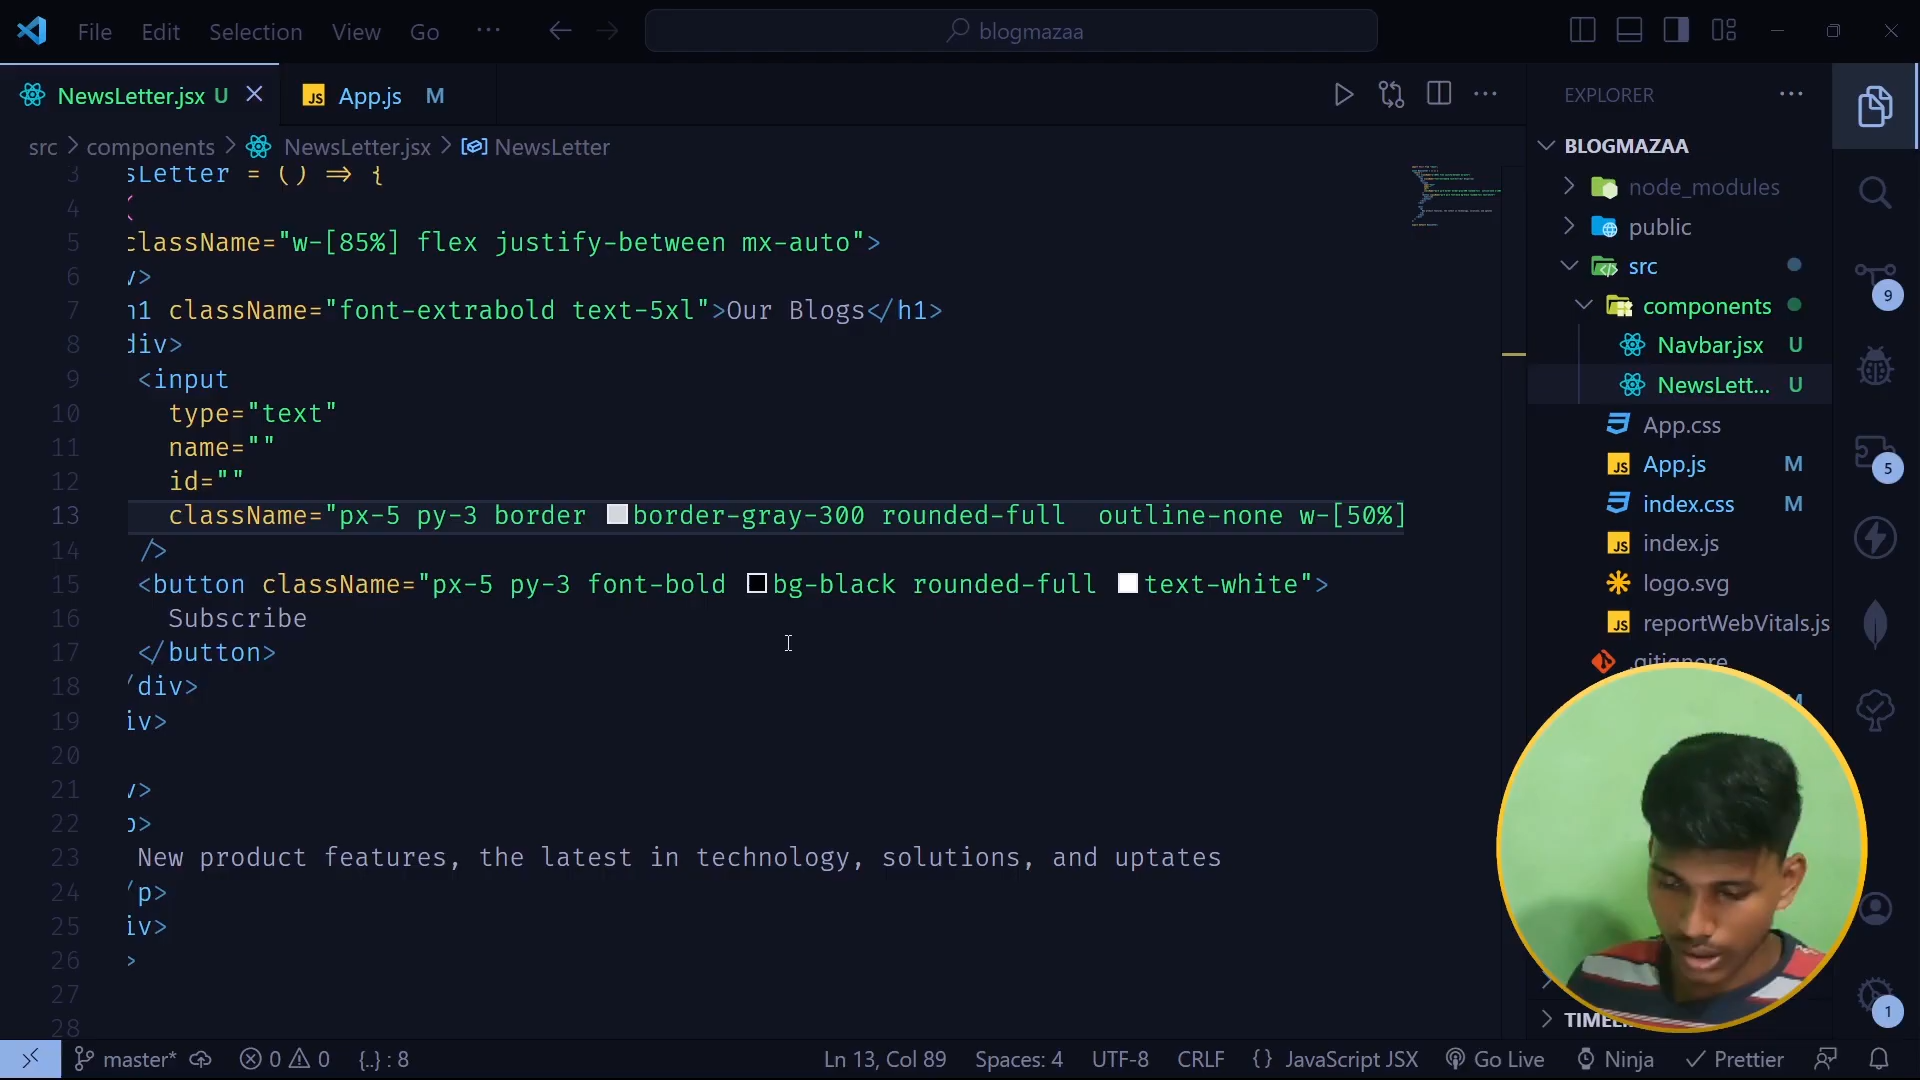 File Edit Selection View Go ··· blogmazaa
NewsLetter.jsx U App.js M
EXPLORER
src > components > NewsLetter.jsx > NewsLetter
BLOGMAZAA
node_modules
public
src
components
Navbar.jsx U
NewsLett... U
App.css
App.js M
index.css M
index.js
logo.svg
reportWebVitals.js
.gitignore
M
9
5
1
3 sLetter = () => {
4 (
5 className="w-[85%] flex justify-between mx-auto">
6 v>
7 h1 className="font-extrabold text-5xl">Our Blogs</h1>
8 div>
9 <input
10 type="text"
11 name=""
12 id=""
13 className="px-5 py-3 border border-gray-300 rounded-full  outline-none w-[50%]
14 />
15 <button className="px-5 py-3 font-bold bg-black rounded-full text-white">
16 Subscribe
17 </button>
18 /div>
19 iv>
20
21 v>
22 p>
23 New product features, the latest in technology, solutions, and uptates
24 /p>
25 iv>
26 >
27
28
master* 0 0 {..} : 8 Ln 13, Col 89 Spaces: 4 UTF-8 CRLF {} JavaScript JSX Go Live Ninja Prettier